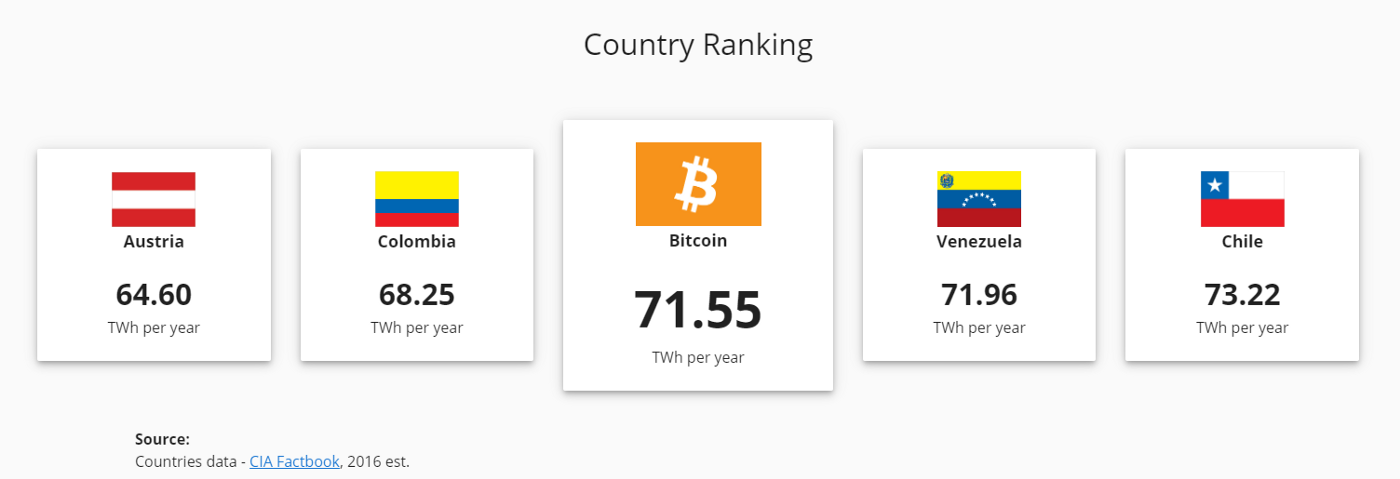 Country Ranking
Austria
64.60
TWh per year
Colombia
68.25
TWh per year
Bitcoin
71.55
TWh per year
Venezuela
71.96
TWh per year
Chile
73.22
TWh per year
Source:
Countries data - CIA Factbook, 2016 est.